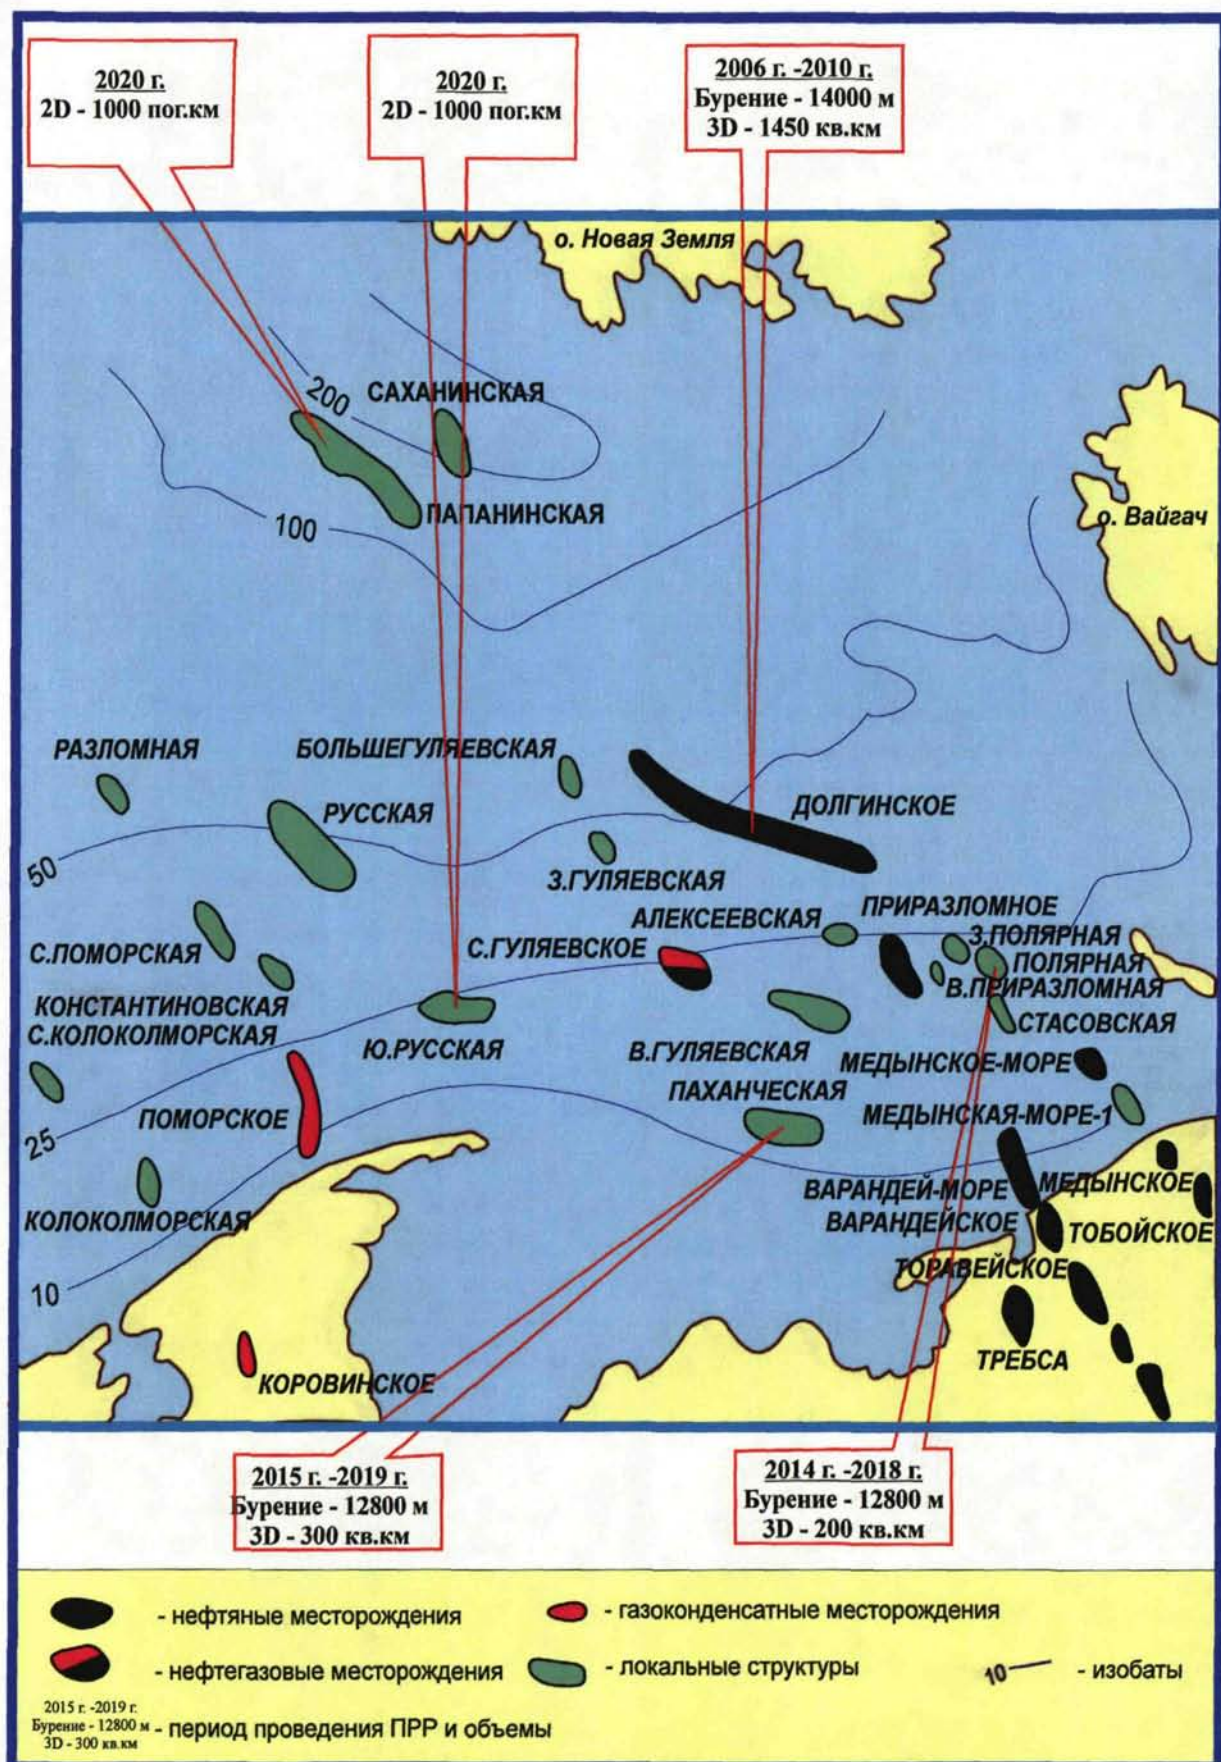 2020 г.
2D - 1000 пог.км
2020 г.
2D - 1000 пог.км
2006 г. -2010 г.
Бурение - 14000 м
3D - 1450 кв.км
о. Новая Земля
200
САХАНИНСКАЯ
100
ПАПАНИНСКАЯ
о. Вайгач
РАЗЛОМНАЯ
БОЛЬШЕГУЛЯЕВСКАЯ
РУССКАЯ
ДОЛГИНСКОЕ
50
З.ГУЛЯЕВСКАЯ
АЛЕКСЕЕВСКАЯ
ПРИРАЗЛОМНОЕ
С.ПОМОРСКАЯ
С.ГУЛЯЕВСКОЕ
З.ПОЛЯРНАЯ
ПОЛЯРНАЯ
В.ПРИРАЗЛОМНАЯ
КОНСТАНТИНОВСКАЯ
СТАСОВСКАЯ
С.КОЛОКОЛМОРСКАЯ
Ю.РУССКАЯ
В.ГУЛЯЕВСКАЯ
МЕДЫНСКОЕ-МОРЕ
ПАХАНЧЕСКАЯ
ПОМОРСКОЕ
МЕДЫНСКАЯ-МОРЕ-1
25
ВАРАНДЕЙ-МОРЕ
МЕДЫНСКОЕ
КОЛОКОЛМОРСКАЯ
ВАРАНДЕЙСКОЕ
ТОБОЙСКОЕ
ТОРАВЕЙСКОЕ
10
ТРЕБСА
КОРОВИНСКОЕ
2015 г. -2019 г.
Бурение - 12800 м
3D - 300 кв.км
2014 г. -2018 г.
Бурение - 12800 м
3D - 200 кв.км
- нефтяные месторождения
- газоконденсатные месторождения
- нефтегазовые месторождения
- локальные структуры
10 - изобаты
2015 г. -2019 г.
Бурение - 12800 м
3D - 300 кв.км
- период проведения ПРР и объемы